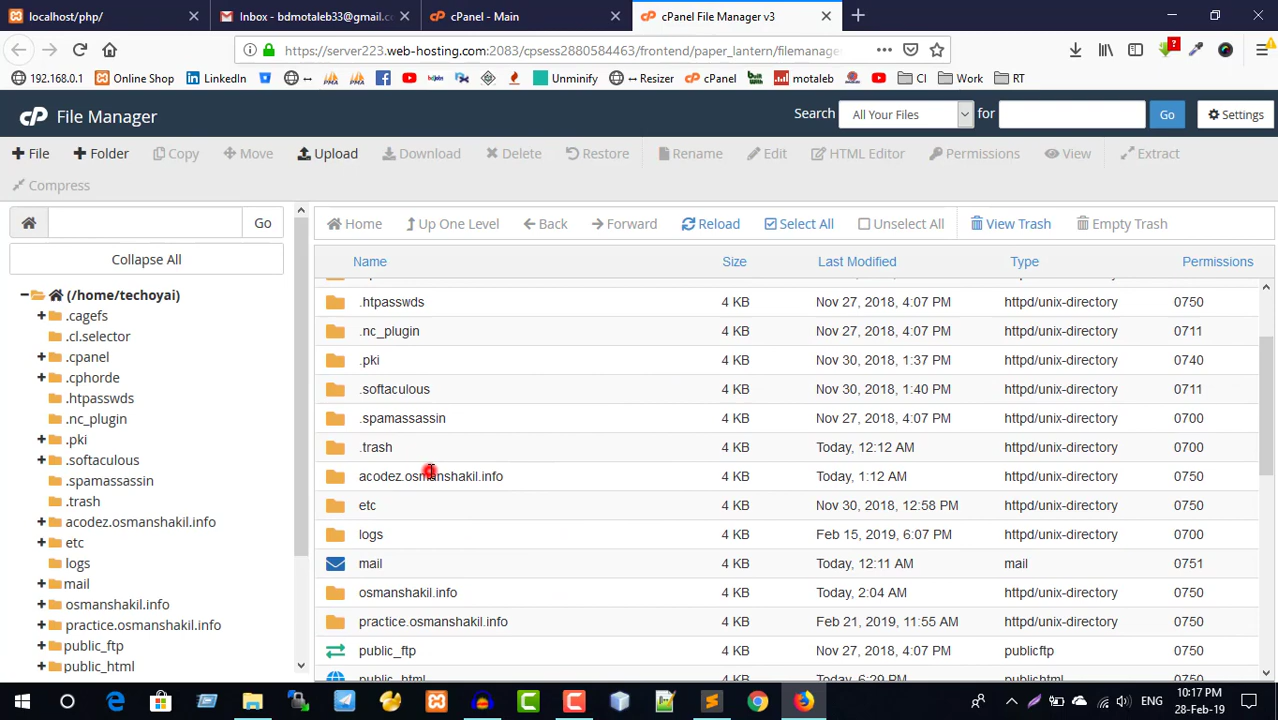 localhost/php/
Inbox - bdmotaleb33@gmail.c
cPanel - Main
cPanel File Manager v3
https://server223.web-hosting.com:2083/cpsess2880584463/frontend/paper_lantern/filemanage
192.168.0.1
Online Shop
LinkedIn
Unminify
Resizer
cPanel
motaleb
CI
Work
RT
cP File Manager
Search
All Your Files
for
Go
Settings
File
Folder
Copy
Move
Upload
Download
Delete
Restore
Rename
Edit
HTML Editor
Permissions
View
Extract
Compress
Go
Home
Up One Level
Back
Forward
Reload
Select All
Unselect All
View Trash
Empty Trash
Collapse All
Name Size Last Modified Type Permissions
(/home/techoyai)
.cagefs
.cl.selector
.cpanel
.cphorde
.htpasswds
.nc_plugin
.pki
.softaculous
.spamassassin
.trash
acodez.osmanshakil.info
etc
logs
mail
osmanshakil.info
practice.osmanshakil.info
public_ftp
public_html
.htpasswds 4 KB Nov 27, 2018, 4:07 PM httpd/unix-directory 0750
.nc_plugin 4 KB Nov 27, 2018, 4:07 PM httpd/unix-directory 0711
.pki 4 KB Nov 30, 2018, 1:37 PM httpd/unix-directory 0740
.softaculous 4 KB Nov 30, 2018, 1:40 PM httpd/unix-directory 0711
.spamassassin 4 KB Nov 27, 2018, 4:07 PM httpd/unix-directory 0700
.trash 4 KB Today, 12:12 AM httpd/unix-directory 0700
acodez.osmanshakil.info 4 KB Today, 1:12 AM httpd/unix-directory 0750
etc 4 KB Nov 30, 2018, 12:58 PM httpd/unix-directory 0750
logs 4 KB Feb 15, 2019, 6:07 PM httpd/unix-directory 0700
mail 4 KB Today, 12:11 AM mail 0751
osmanshakil.info 4 KB Today, 2:04 AM httpd/unix-directory 0750
practice.osmanshakil.info 4 KB Feb 21, 2019, 11:55 AM httpd/unix-directory 0750
public_ftp 4 KB Nov 27, 2018, 4:07 PM publicftp 0750
public_html 4 KB Today, 6:29 PM publichtml 0750
ENG
10:17 PM
28-Feb-19